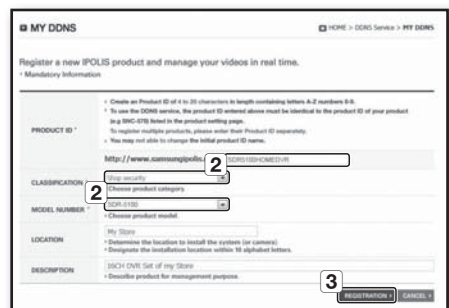 MY DDNS
HOME > DDNS Service > MY DDNS
Register a new IPOLIS product and manage your videos in real time.
* Mandatory Information
PRODUCT ID *
Create an Product ID of 4 to 20 characters in length containing letters A-Z numbers 0-9.
To use the DDNS service, the product ID entered above must be identical to the product ID of your product
(e.g SNC-570) listed in the product setting page.
To register multiple products, please enter their Product ID separately.
You may not able to change the initial product ID name.
http://www.samsungipolis. 2 SDR5100HOMEDVR
CLASSIFICATION *
Shop security
Choose product category.
2
MODEL NUMBER *
SDR-5100
Choose product model.
LOCATION
My Store
Determine the location to install the system (or camera)
Designate the installation location within 10 alphabet letters.
DESCRIPTION
16CH DVR Set of my Store
Describe product for management purpose.
3
REGISTRATION > CANCEL >